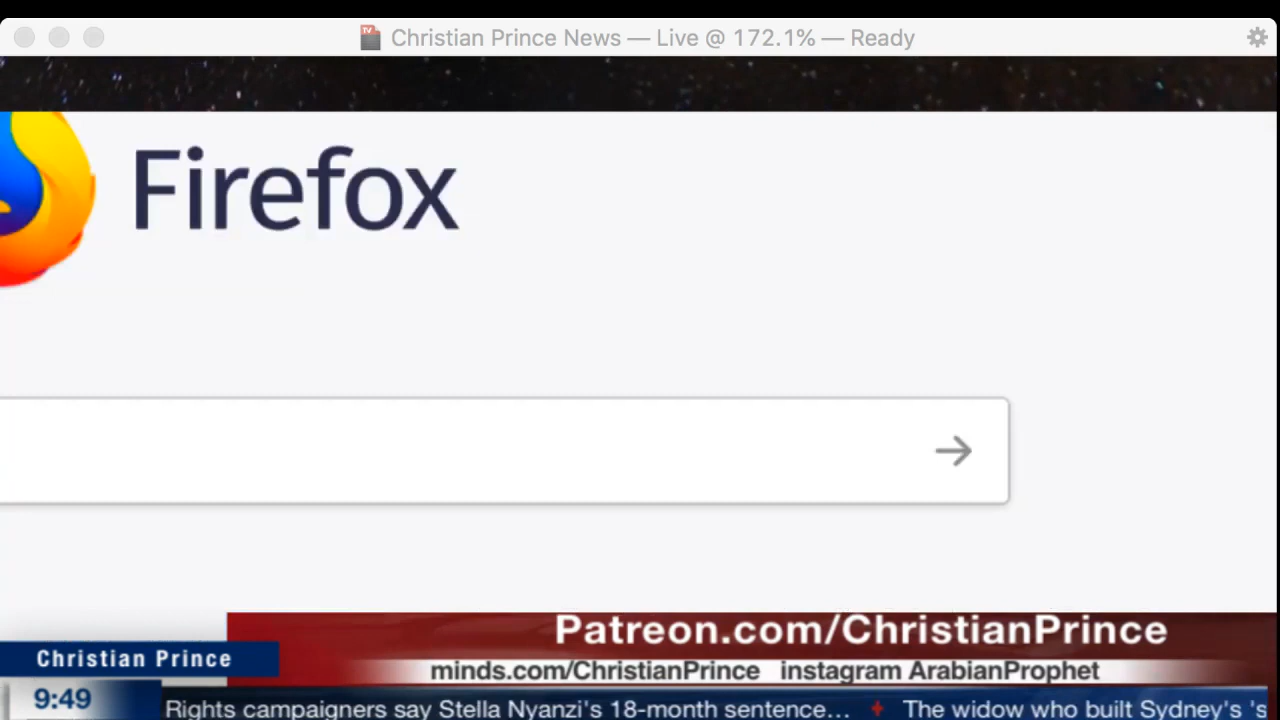 Christian Prince News — Live @ 172.1% — Ready
Firefox
Patreon.com/ChristianPrince
Christian Prince
minds.com/ChristianPrince instagram ArabianProphet
9:49
Rights campaigners say Stella Nyanzi's 18-month sentence... The widow who built Sydney's 's